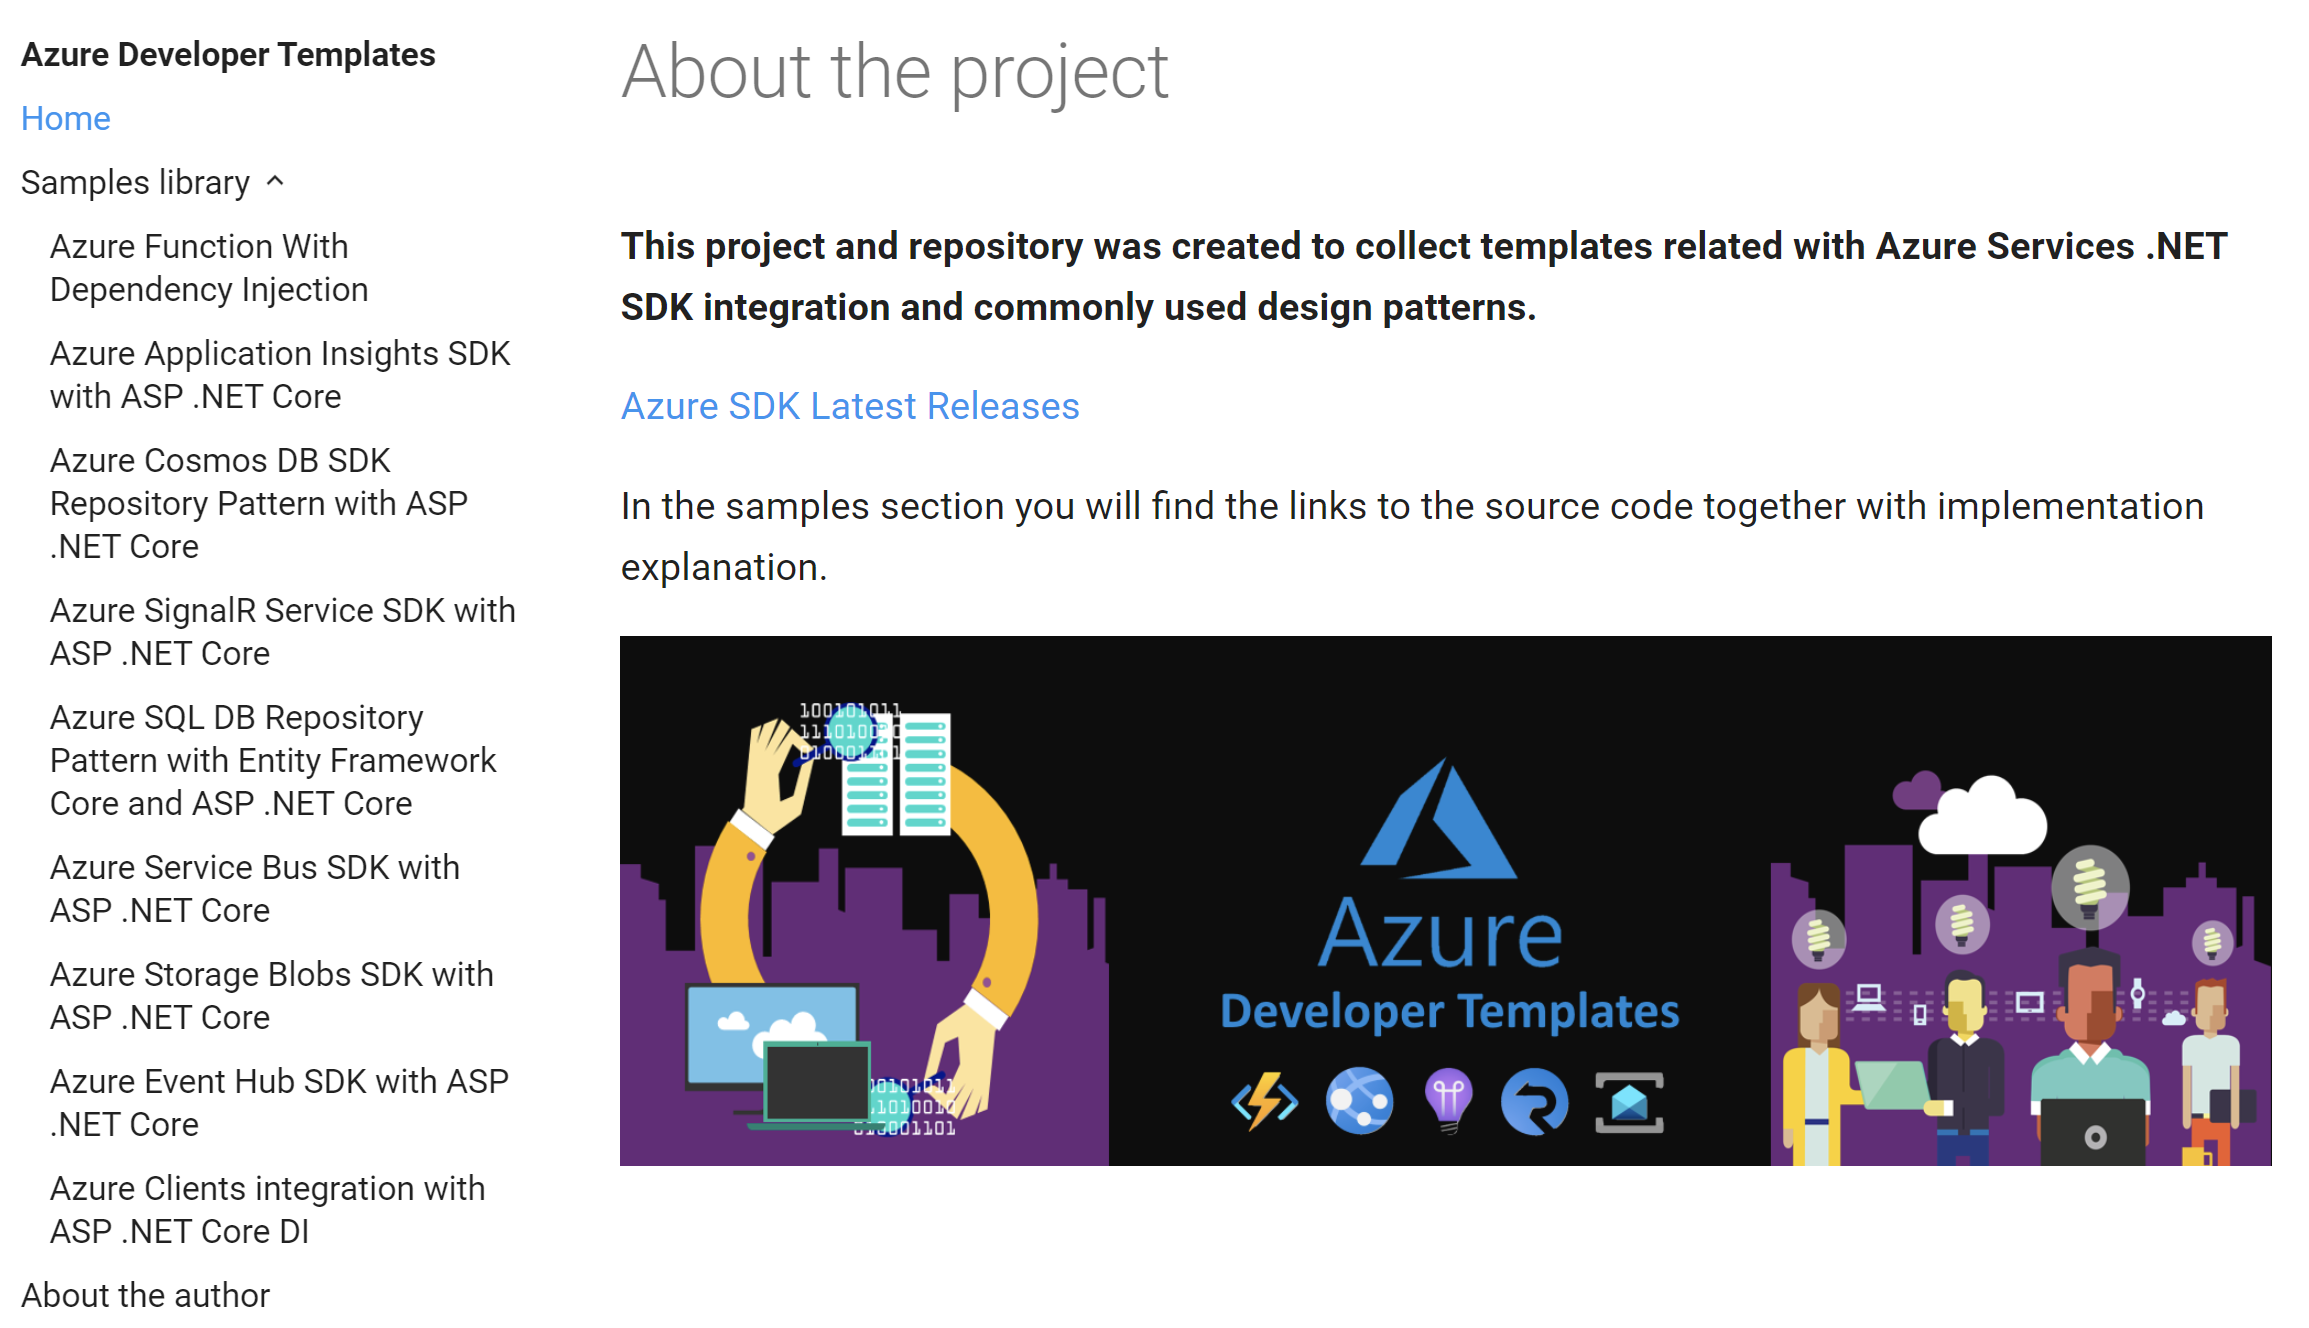 Azure Developer Templates
Home
Samples library
Azure Function With
Dependency Injection
Azure Application Insights SDK
with ASP .NET Core
Azure Cosmos DB SDK
Repository Pattern with ASP
.NET Core
Azure SignalR Service SDK with
ASP .NET Core
Azure SQL DB Repository
Pattern with Entity Framework
Core and ASP .NET Core
Azure Service Bus SDK with
ASP .NET Core
Azure Storage Blobs SDK with
ASP .NET Core
Azure Event Hub SDK with ASP
.NET Core
Azure Clients integration with
ASP .NET Core DI
About the author
About the project
This project and repository was created to collect templates related with Azure Services .NET
SDK integration and commonly used design patterns.
Azure SDK Latest Releases
In the samples section you will find the links to the source code together with implementation
explanation.
100101011
Azure
Developer Templates